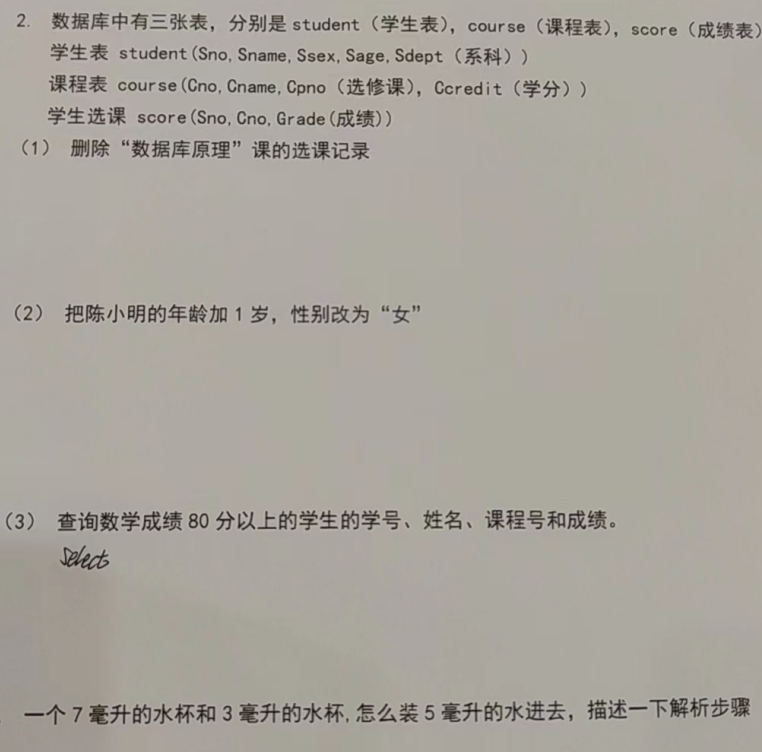 2. 数据库中有三张表，分别是 student（学生表），course（课程表），score（成绩表）
学生表 student(Sno,Sname,Ssex,Sage,Sdept（系科）)
课程表 course(Cno,Cname,Cpno（选修课），Ccredit（学分）)
学生选课 score(Sno,Cno,Grade(成绩))
（1） 删除“数据库原理”课的选课记录
（2） 把陈小明的年龄加 1 岁，性别改为“女”
（3） 查询数学成绩 80 分以上的学生的学号、姓名、课程号和成绩。
Selects
一个 7 毫升的水杯和 3 毫升的水杯,怎么装 5 毫升的水进去，描述一下解析步骤